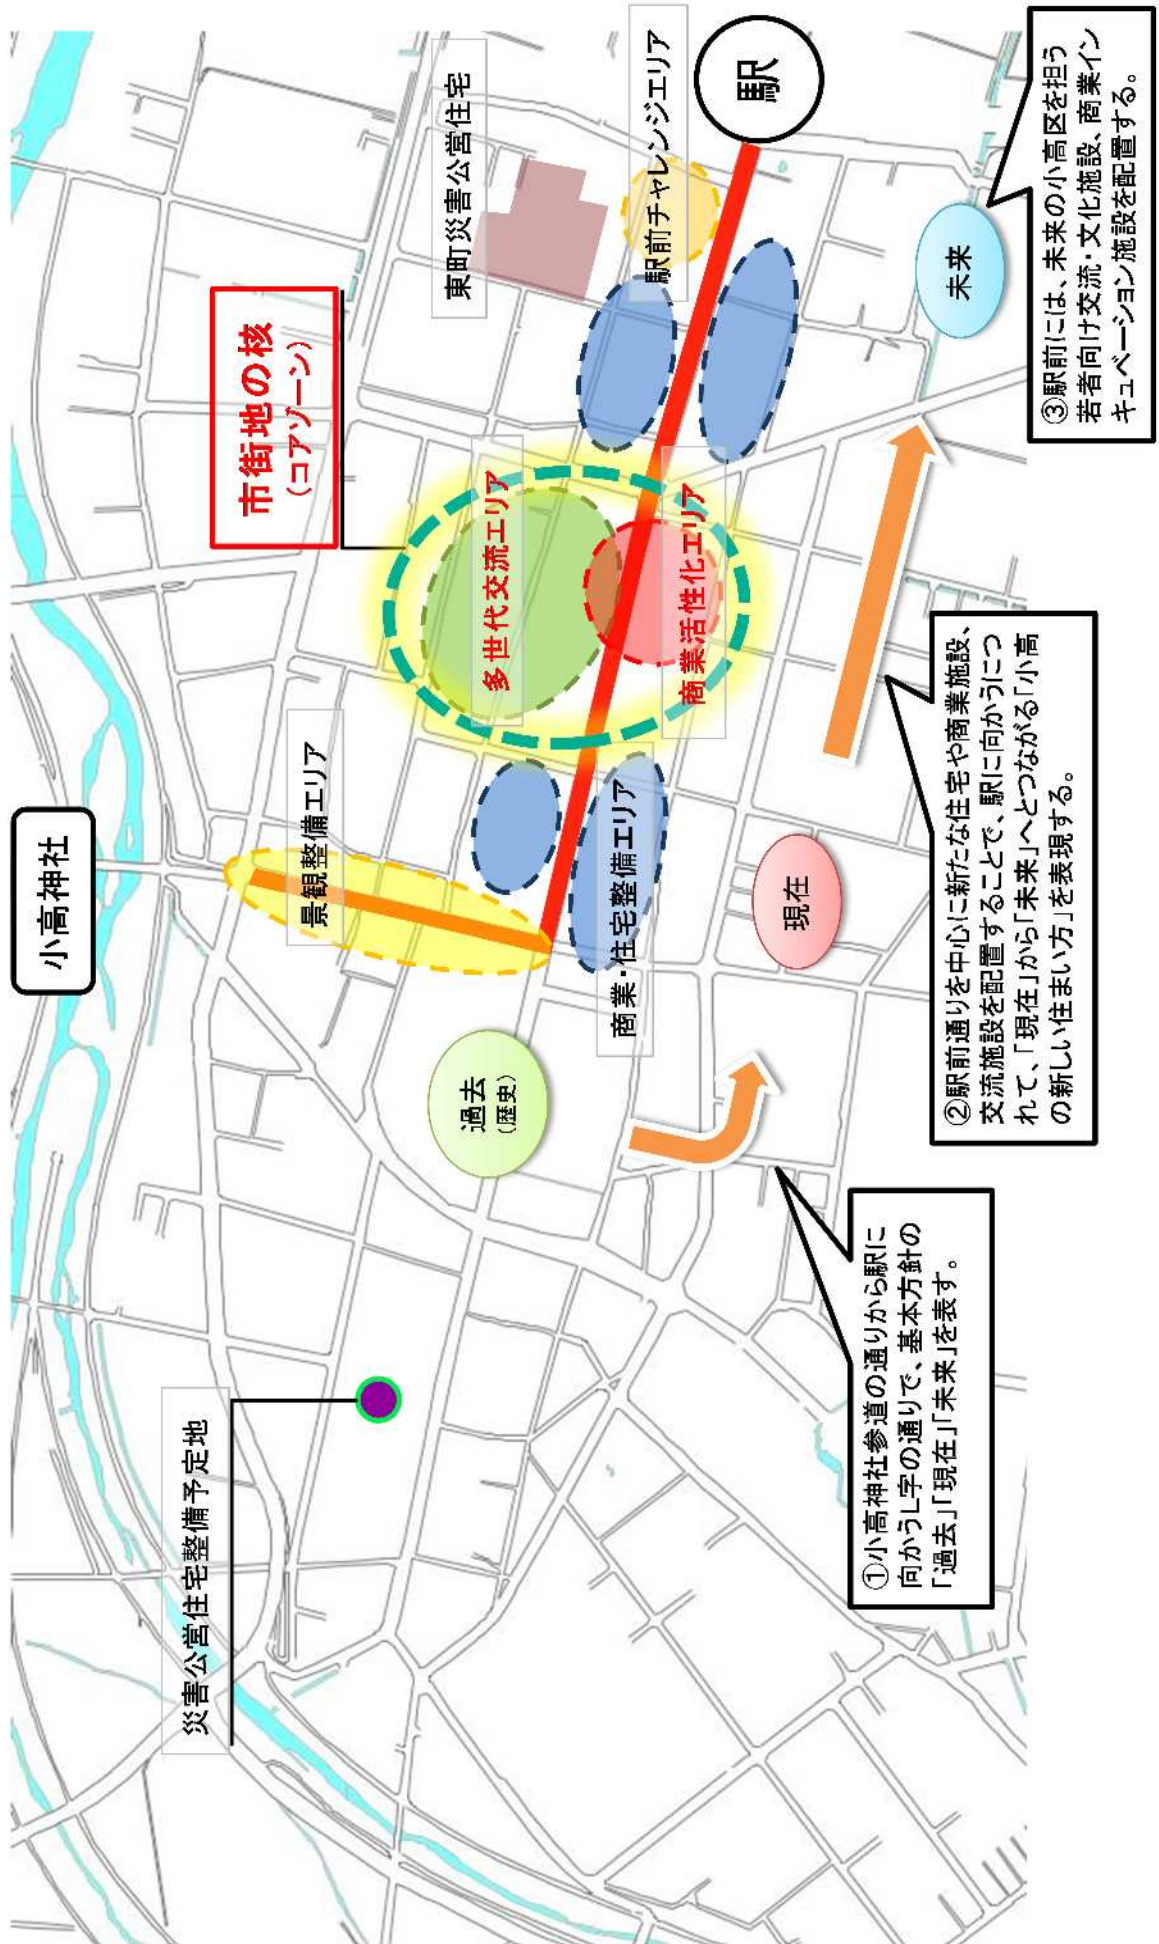 小高神社
災害公営住宅整備予定地
景観整備エリア
市街地の核
（コアゾーン）
東町災害公営住宅
多世代交流エリア
駅前チャレンジエリア
駅
商業活性化エリア
商業・住宅整備エリア
過去
（歴史）
現在
未来
①小高神社参道の通りから駅に
向かうL字の通りで、基本方針の
「過去」「現在」「未来」を表す。
②駅前通りを中心に新たな住宅や商業施設、
交流施設を配置することで、駅に向かうにつ
れて、「現在」から「未来」へとつながる「小高
の新しい住まい方」を表現する。
③駅前には、未来の小高区を担う
若者向け交流・文化施設、商業イン
キュベーション施設を配置する。